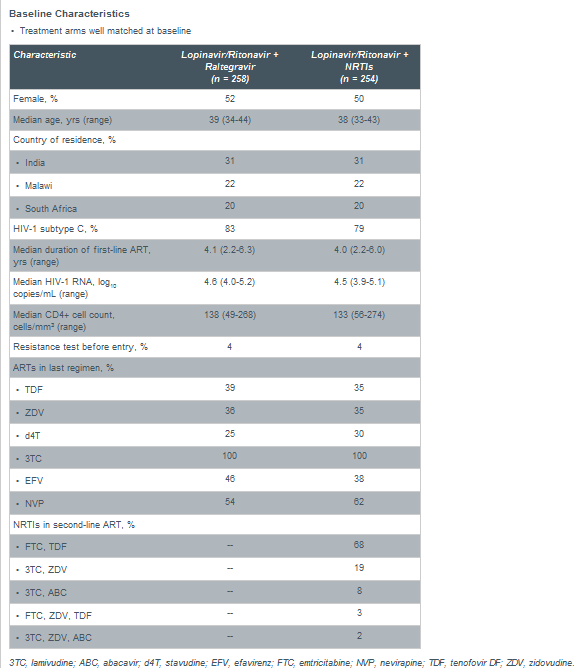 Baseline Characteristics
• Treatment arms well matched at baseline
Characteristic Lopinavir/Ritonavir + Raltegravir (n = 258) Lopinavir/Ritonavir + NRTIs (n = 254)
Female, % 52 50
Median age, yrs (range) 39 (34-44) 38 (33-43)
Country of residence, %
• India 31 31
• Malawi 22 22
• South Africa 20 20
HIV-1 subtype C, % 83 79
Median duration of first-line ART, yrs (range) 4.1 (2.2-6.3) 4.0 (2.2-6.0)
Median HIV-1 RNA, log10 copies/mL (range) 4.6 (4.0-5.2) 4.5 (3.9-5.1)
Median CD4+ cell count, cells/mm³ (range) 138 (49-268) 133 (56-274)
Resistance test before entry, % 4 4
ARTs in last regimen, %
• TDF 39 35
• ZDV 36 35
• d4T 25 30
• 3TC 100 100
• EFV 46 38
• NVP 54 62
NRTIs in second-line ART, %
• FTC, TDF -- 68
• 3TC, ZDV -- 19
• 3TC, ABC -- 8
• FTC, ZDV, TDF -- 3
• 3TC, ZDV, ABC -- 2
3TC, lamivudine; ABC, abacavir; d4T, stavudine; EFV, efavirenz; FTC, emtricitabine; NVP, nevirapine; TDF, tenofovir DF; ZDV, zidovudine.